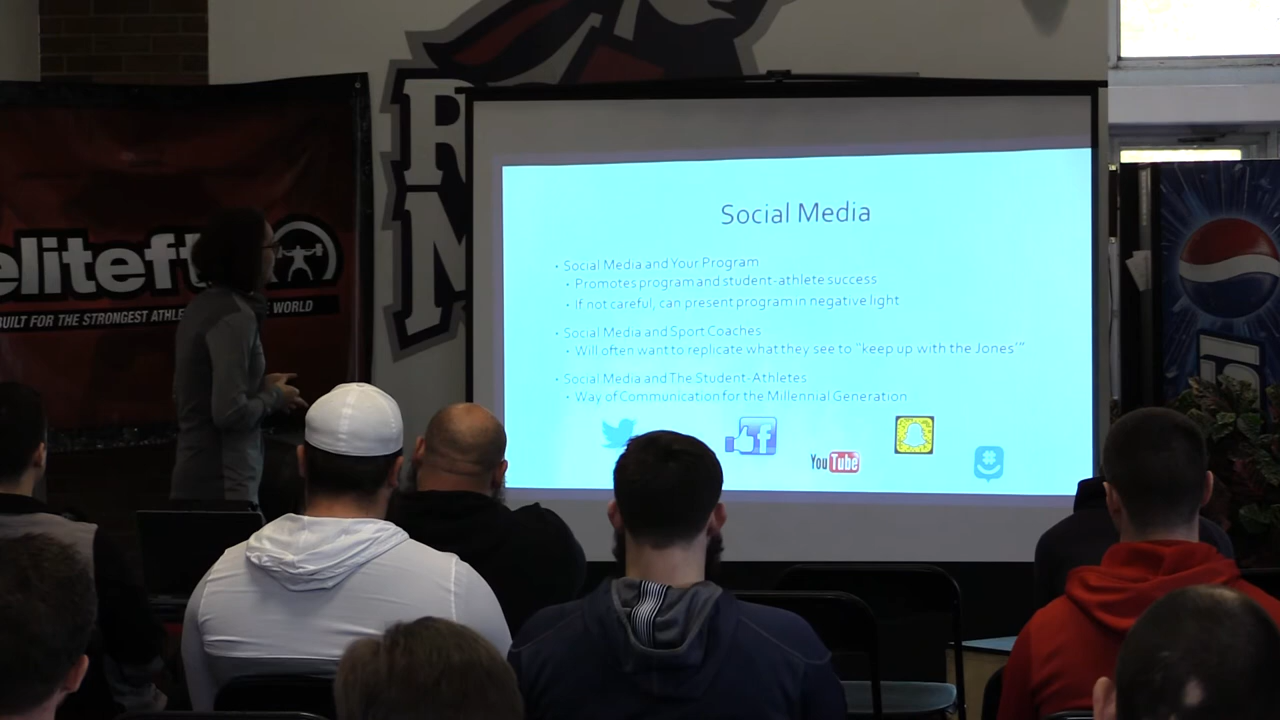 Social Media
• Social Media and Your Program
• Promotes program and student-athlete success
• If not careful, can present program in negative light
• Social Media and Sport Coaches
• Will often want to replicate what they see to "keep up with the Jones'"
• Social Media and The Student-Athletes
• Way of Communication for the Millennial Generation
YouTube
eliteft
BUILT FOR THE STRONGEST ATHLE
WORLD
R
M